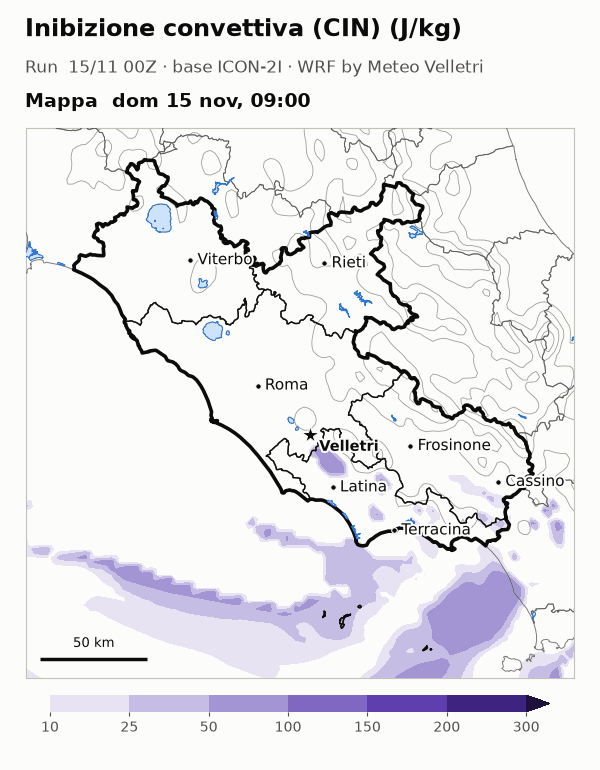 Inibizione convettiva (CIN) (J/kg)
Run  15/11 00Z · base ICON-2I · WRF by Meteo Velletri
Mappa  dom 15 nov, 09:00
Viterbo
Rieti
Roma
Velletri
Frosinone
Cassino
Latina
Terracina
50 km
10 25 50 100 150 200 300